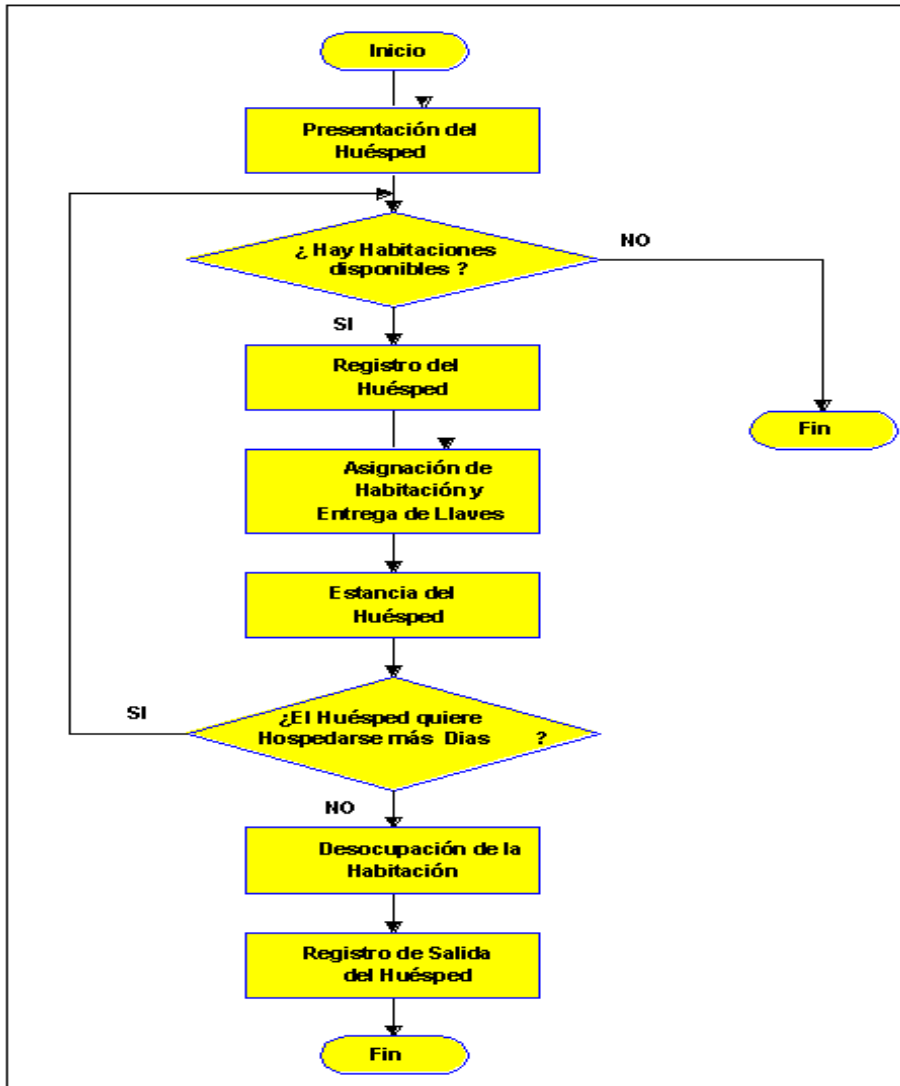 Inicio
Presentación del
Huésped
¿ Hay Habitaciones
disponibles ?
NO
SI
Registro del
Huésped
Fin
Asignación de
Habitación y
Entrega de Llaves
Estancia del
Huésped
SI
¿El Huésped quiere
Hospedarse más Dias ?
NO
Desocupación de la
Habitación
Registro de Salida
del Huésped
Fin